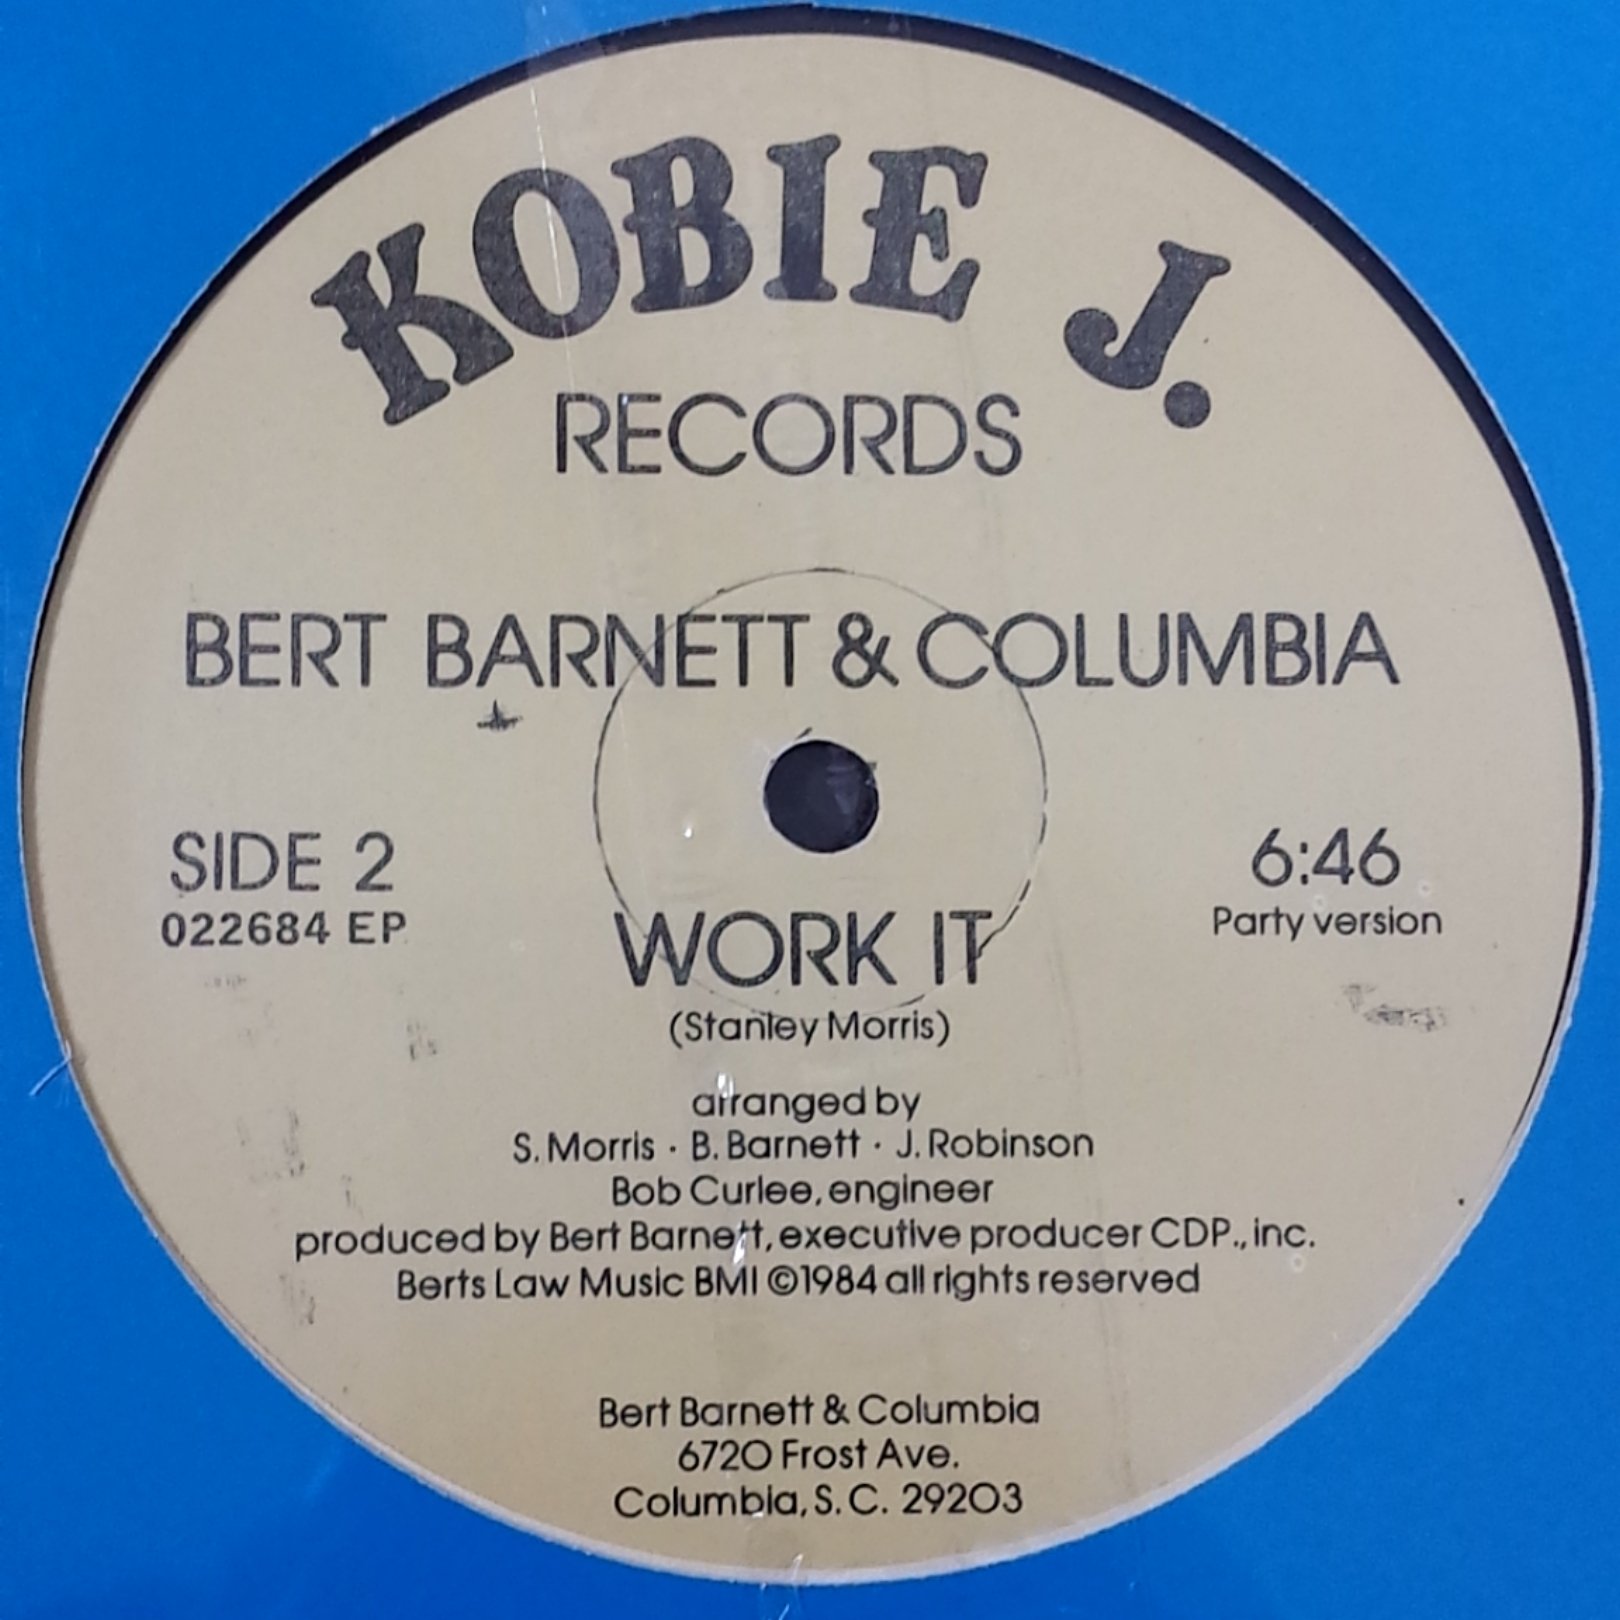 KOBIE J.
RECORDS
BERT BARNETT & COLUMBIA
SIDE 2
022684 EP
6:46
Party version
WORK IT
(Stanley Morris)
arranged by
S. Morris · B. Barnett · J. Robinson
Bob Curlee, engineer
produced by Bert Barnett, executive producer CDP., inc.
Berts Law Music BMI ©1984 all rights reserved
Bert Barnett & Columbia
6720 Frost Ave.
Columbia, S. C. 29203